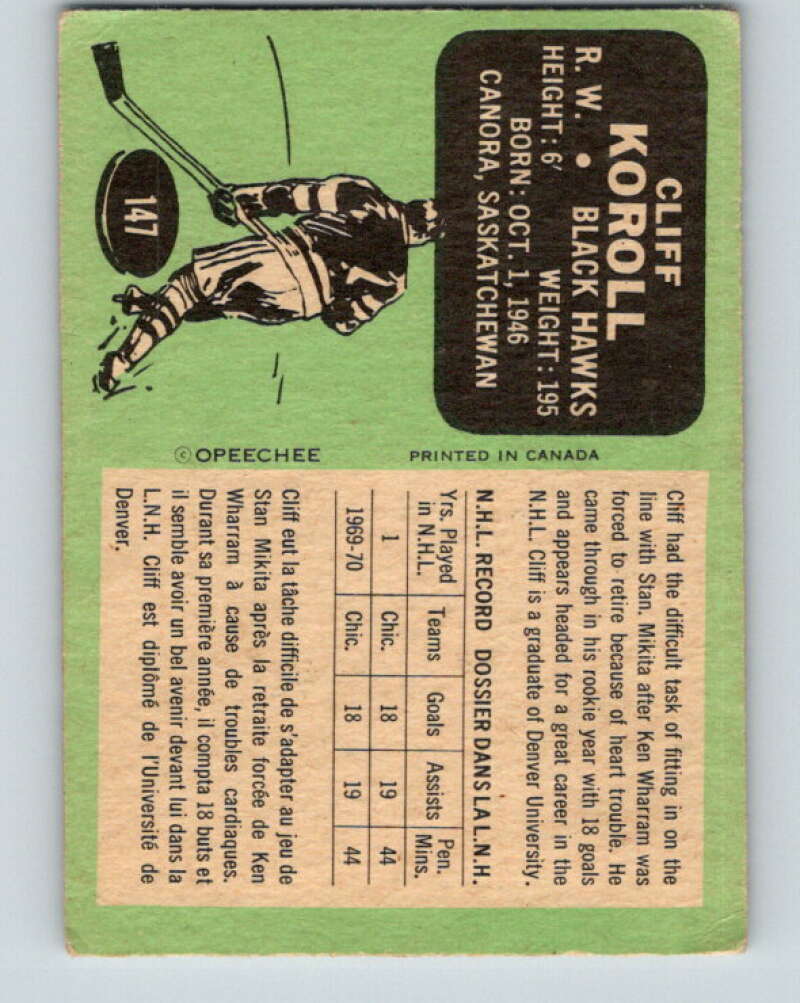 CLIFF
KOROLL
R. W. • BLACK HAWKS
HEIGHT: 6' WEIGHT: 195
BORN: OCT. 1, 1946
CANORA, SASKATCHEWAN
147
© OPEECHEE PRINTED IN CANADA
Cliff had the difficult task of fitting in on the
line with Stan. Mikita after Ken Wharram was
forced to retire because of heart trouble. He
came through in his rookie year with 18 goals
and appears headed for a great career in the
N.H.L. Cliff is a graduate of Denver University.
N.H.L. RECORD DOSSIER DANS LA L.N.H.
Yrs. Played in N.H.L. Teams Goals Assists Pen. Mins.
1 Chic. 18 19 44
1969-70 Chic. 18 19 44
Cliff eut la tâche difficile de s'adapter au jeu de
Stan Mikita après la retraite forcée de Ken
Wharram à cause de troubles cardiaques.
Durant sa première année, il compta 18 buts et
il semble avoir un bel avenir devant lui dans la
L.N.H. Cliff est diplômé de l'Université de
Denver.